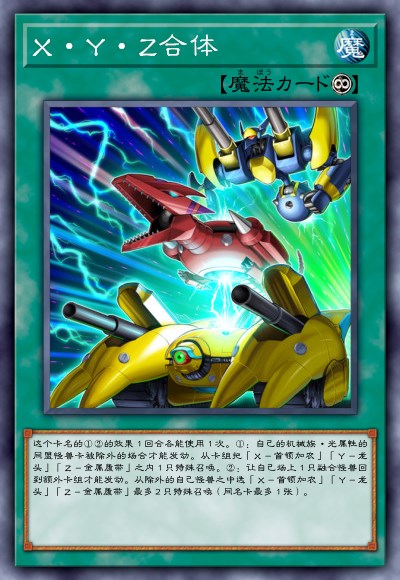 X・Y・Z合体
魔
【魔法カード】
ま ほう
这个卡名的①②的效果1回合各能使用1次。①：自己的机械族・光属性的
同盟怪兽卡被除外的场合才能发动。从卡组把「X－首领加农」「Y－龙
头」「Z－金属履带」之内1只特殊召唤。②：让自己场上1只融合怪兽回
到额外卡组才能发动。从除外的自己怪兽之中选「X－首领加农」「Y－龙
头」「Z－金属履带」最多2只特殊召唤（同名卡最多1张）。